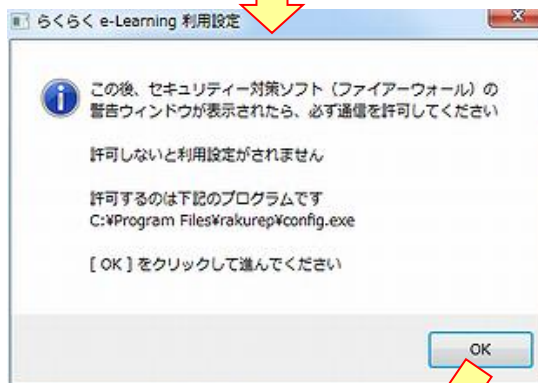 らくらく e-Learning 利用設定
この後、セキュリティー対策ソフト（ファイアーウォール）の
警告ウィンドウが表示されたら、必ず通信を許可してください
許可しないと利用設定がされません
許可するのは下記のプログラムです
C:¥Program Files¥rakurep¥config.exe
[ OK ] をクリックして進んでください
OK